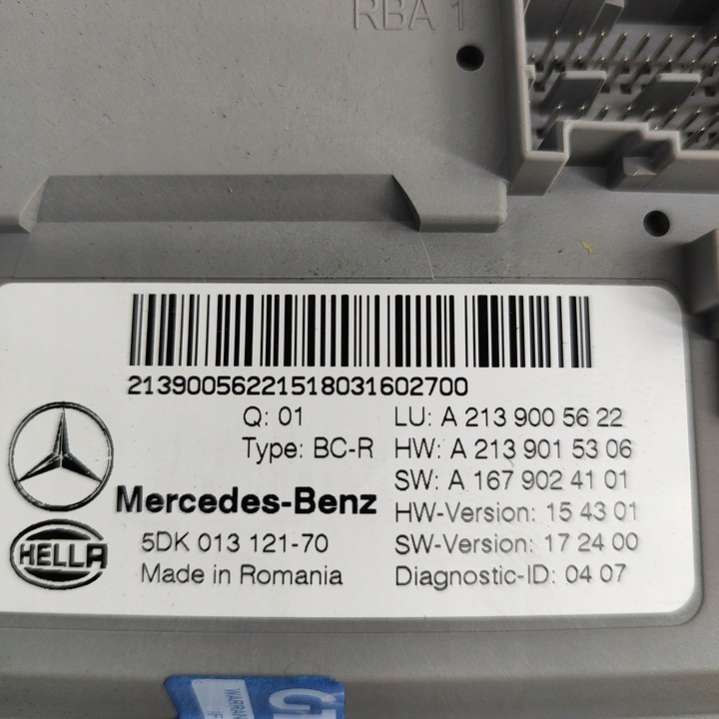 RBA 1
21390056221518031602700
Q: 01
Type: BC-R
LU: A 213 900 56 22
HW: A 213 901 53 06
SW: A 167 902 41 01
HW-Version: 15 43 01
SW-Version: 17 24 00
Diagnostic-ID: 04 07
Mercedes-Benz
HELLA
5DK 013 121-70
Made in Romania
WARRAN